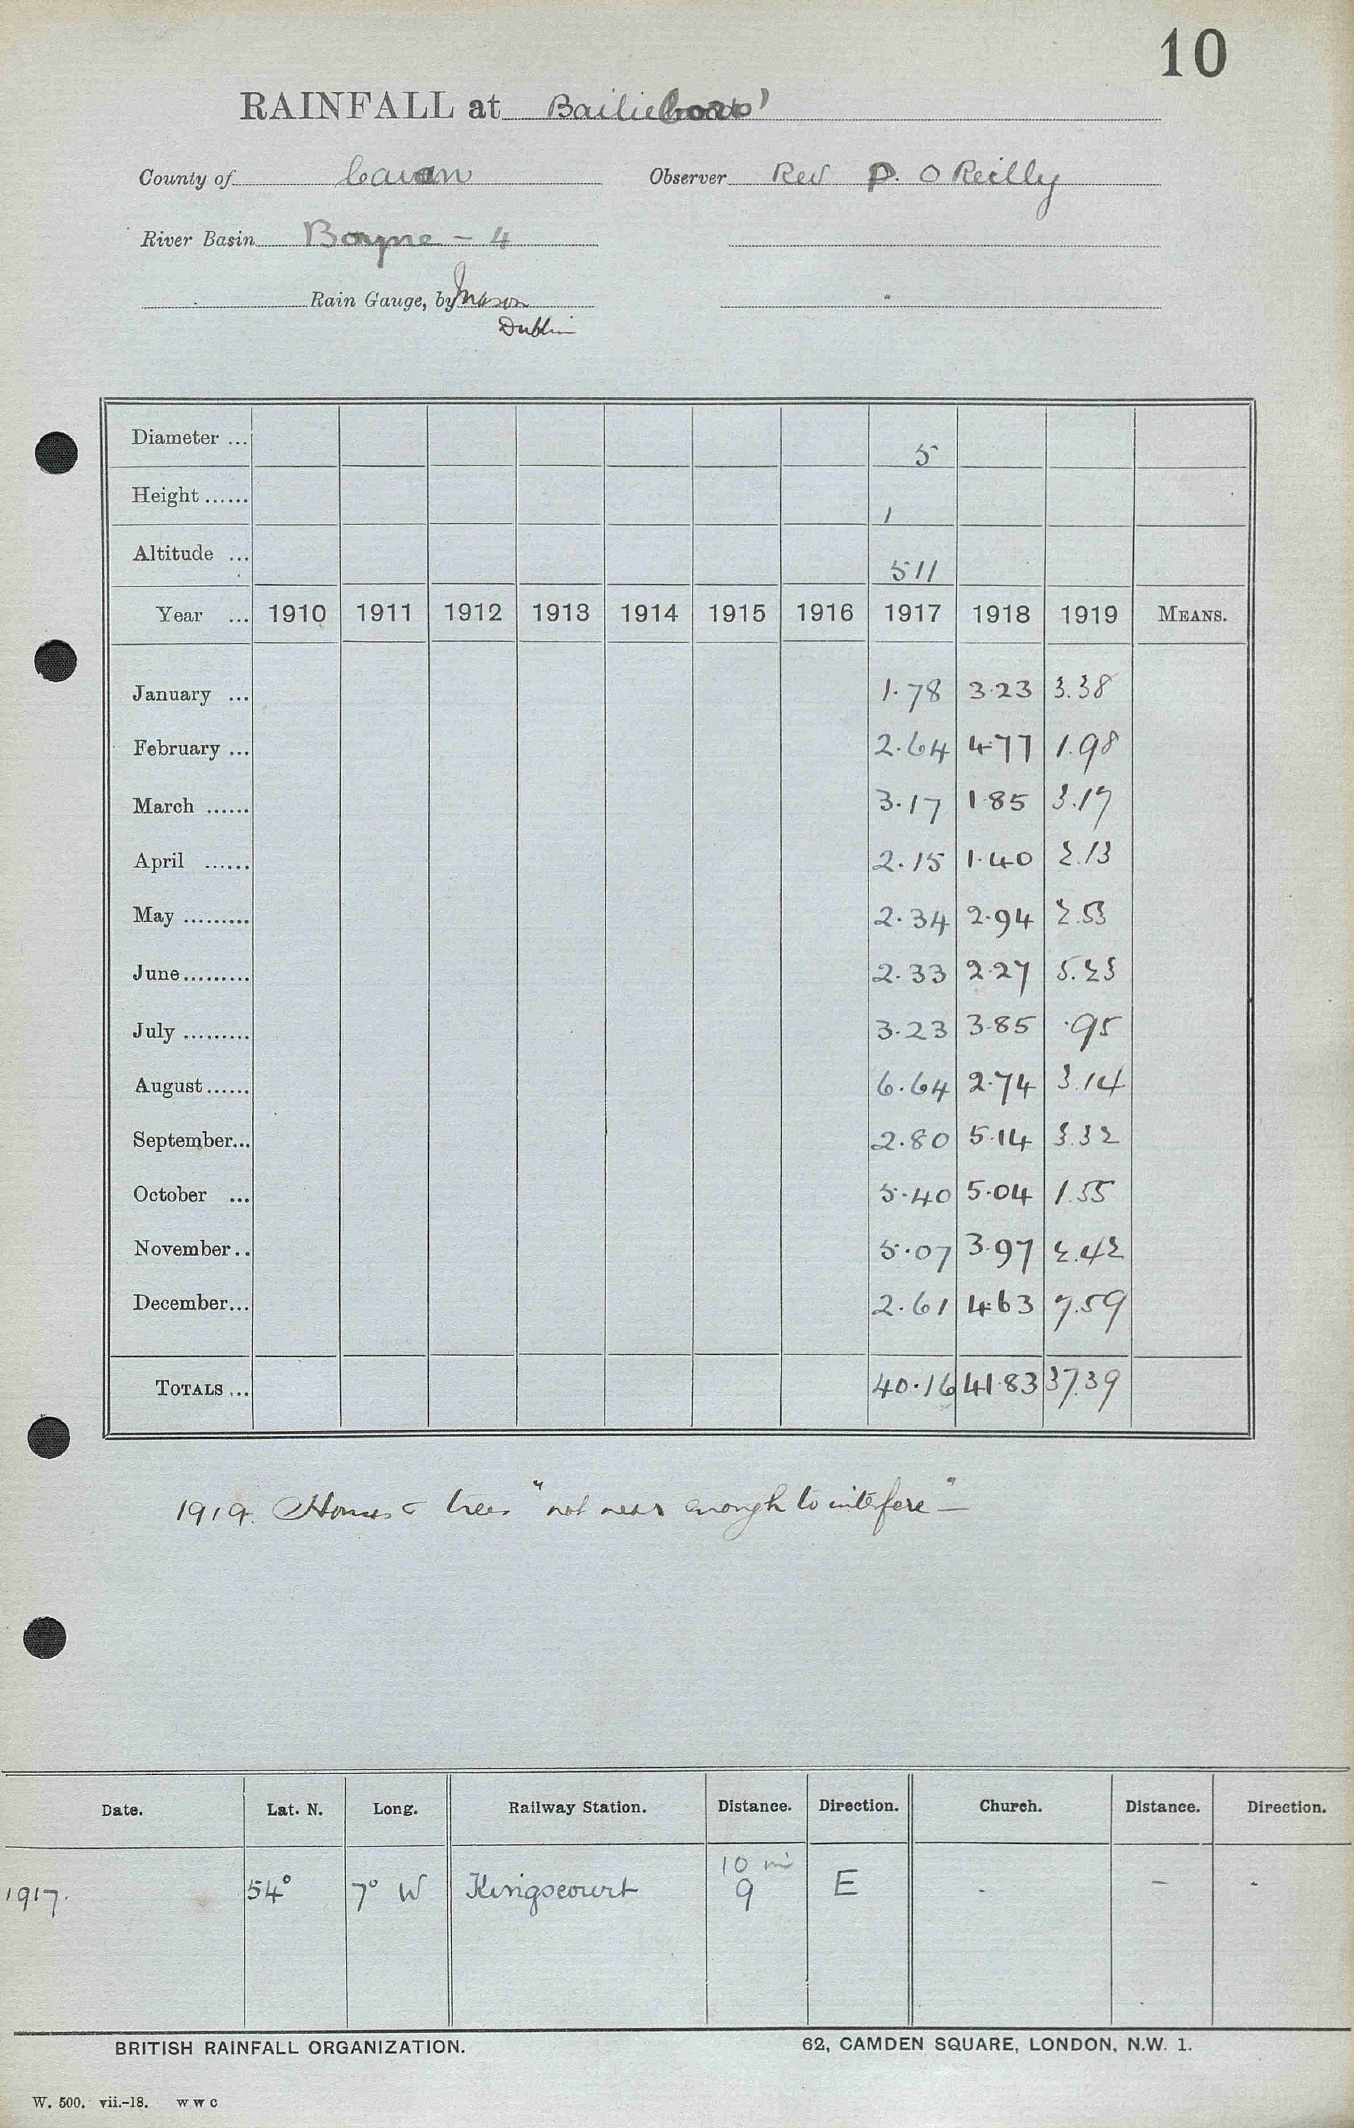 10
RAINFALL at Bailieboro'
County of Cavan Observer Rev P. O Reilly
River Basin Boyne - 4
Rain Gauge, by Mason
Dublin
Diameter ... 5
Height ...... 1
Altitude ... 511
Year ... 1910 1911 1912 1913 1914 1915 1916 1917 1918 1919 MEANS.
January ... 1.78 3.23 3.38
February ... 2.64 4.77 1.98
March ...... 3.17 1.85 3.17
April ...... 2.15 1.40 2.13
May ......... 2.34 2.94 2.53
June ......... 2.33 2.27 5.23
July ......... 3.23 3.85 .95
August ...... 6.64 2.74 3.14
September... 2.80 5.14 3.32
October ... 5.40 5.04 1.55
November .. 5.07 3.97 2.42
December... 2.61 4.63 7.59
TOTALS ... 40.16 41.83 37.39
1919. Houses & trees "not near enough to intefere" —
Date. Lat. N. Long. Railway Station. Distance. Direction. Church. Distance. Direction.
10 mi
1917. 54° 7° W Kingscourt 9 E - - -
BRITISH RAINFALL ORGANIZATION. 62, CAMDEN SQUARE, LONDON, N.W. 1.
W. 500. vii.-18. W W C